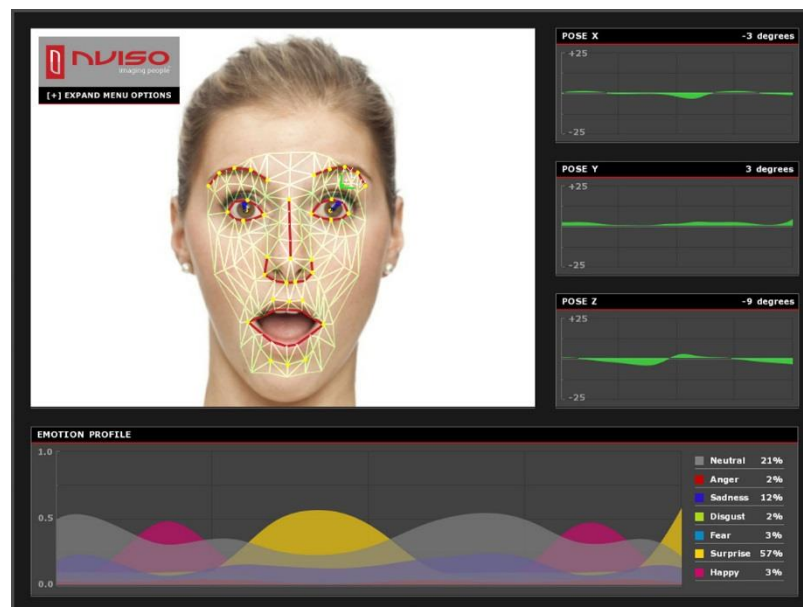 nViso
imaging people
[+] EXPAND MENU OPTIONS
POSE X -3 degrees
+25
-25
POSE Y 3 degrees
+25
-25
POSE Z -9 degrees
+25
-25
EMOTION PROFILE
1.0
0.5
0.0
Neutral 21%
Anger 2%
Sadness 12%
Disgust 2%
Fear 3%
Surprise 57%
Happy 3%